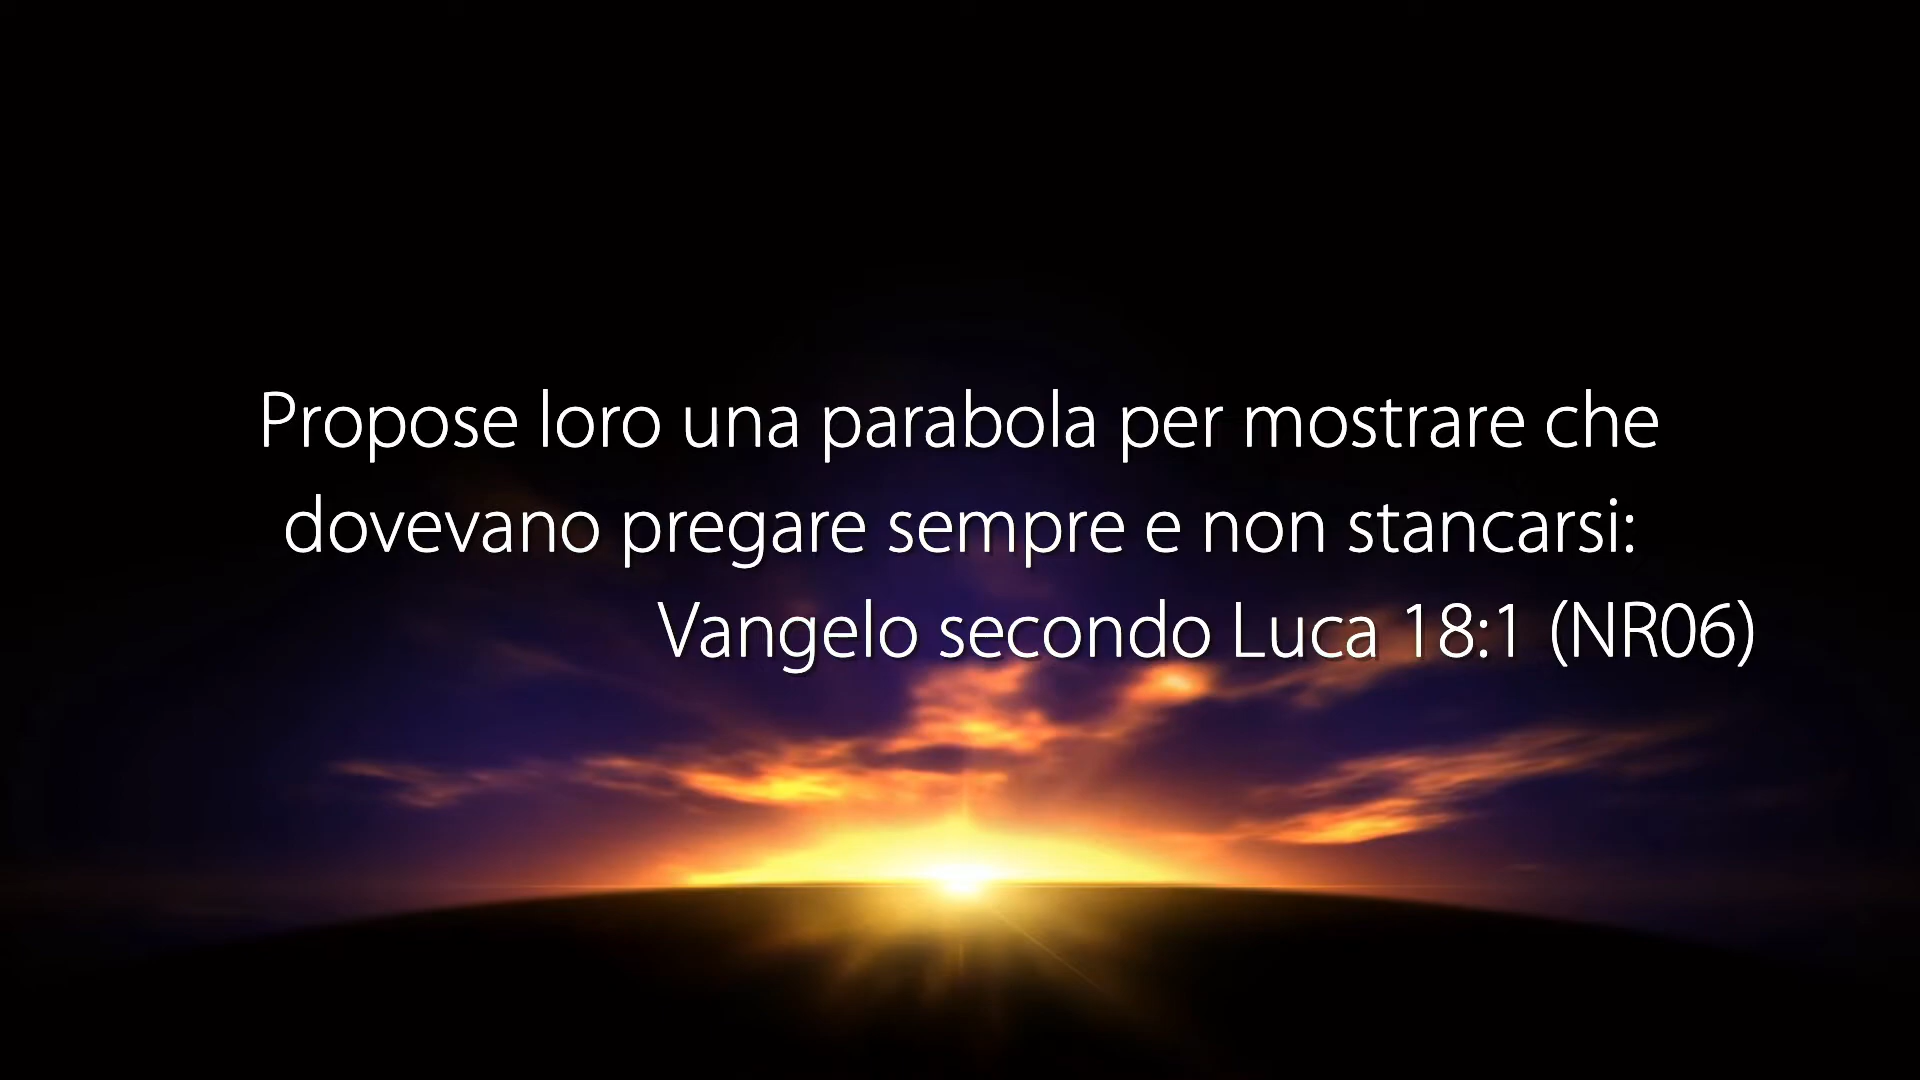 Propose loro una parabola per mostrare che
dovevano pregare sempre e non stancarsi:
Vangelo secondo Luca 18:1 (NR06)